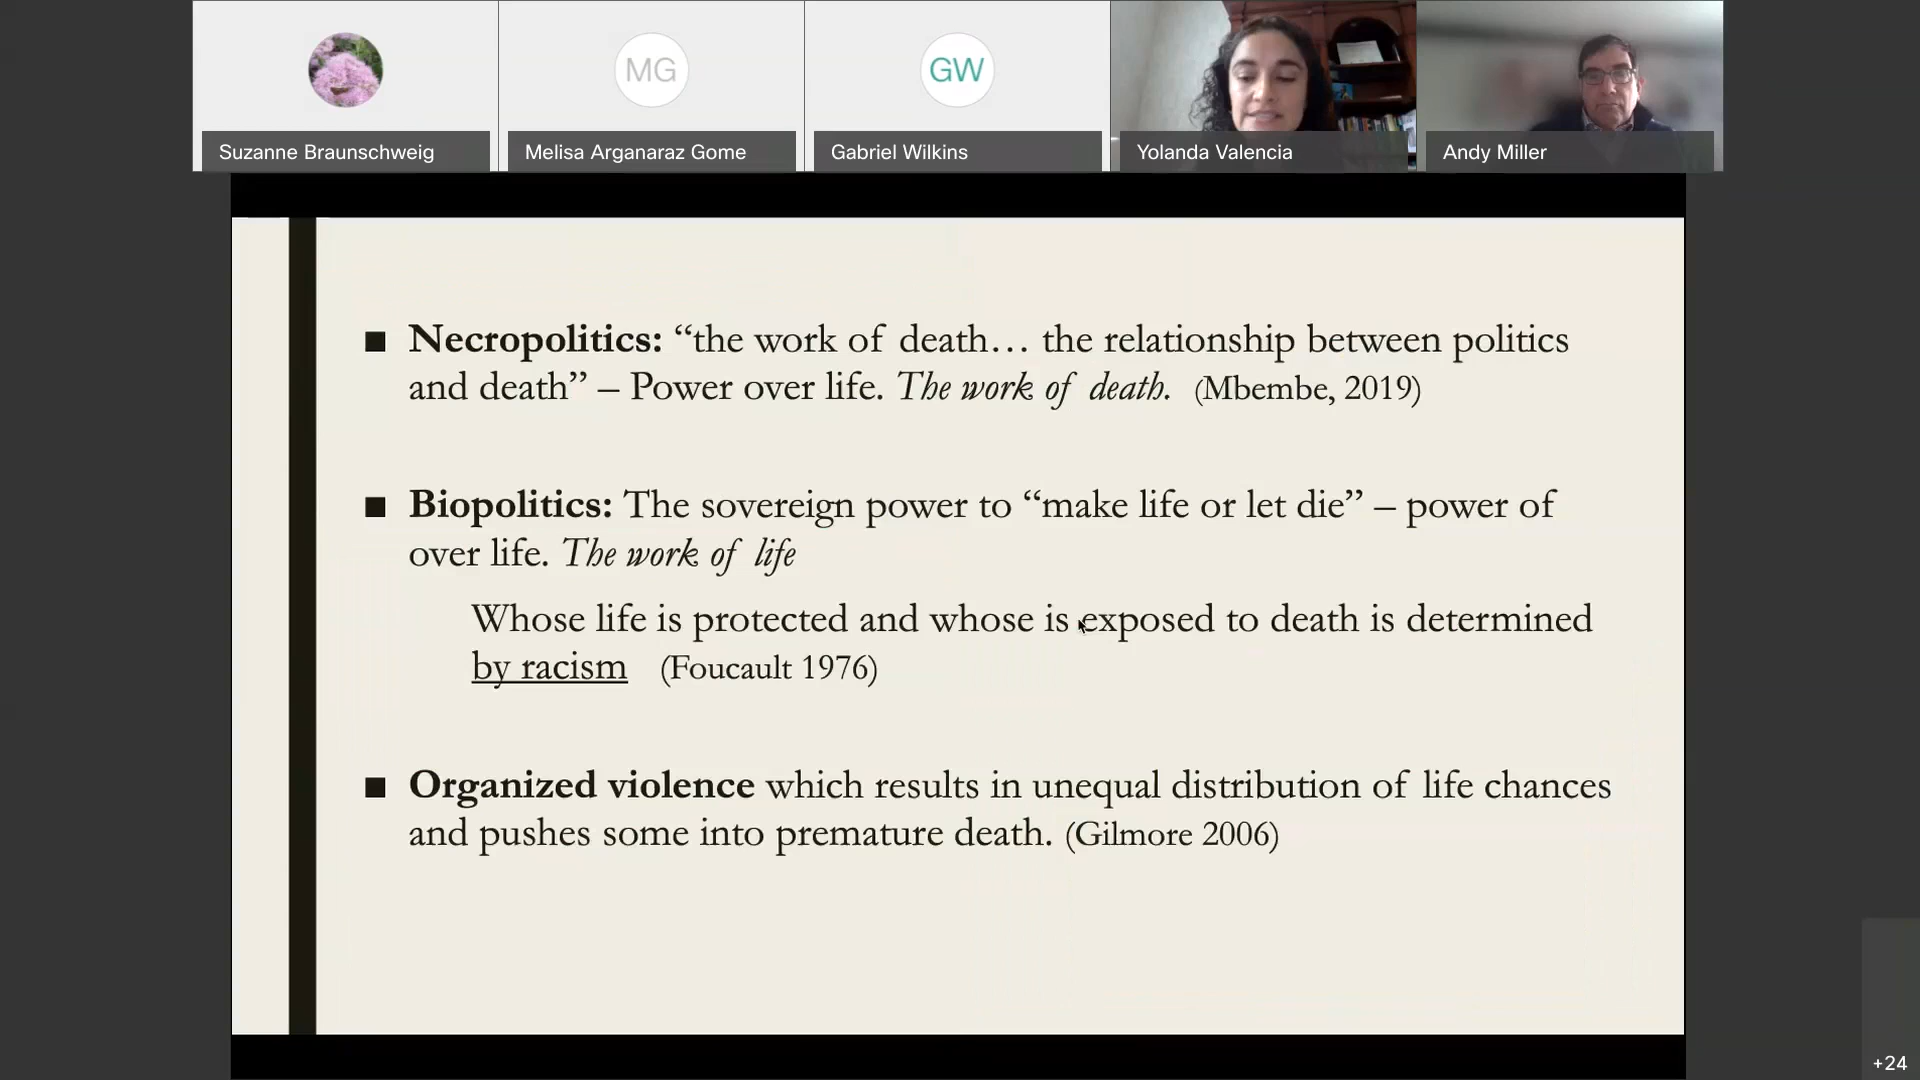 MG
GW
Suzanne Braunschweig
Melisa Arganaraz Gome
Gabriel Wilkins
Yolanda Valencia
Andy Miller
■ Necropolitics: “the work of death… the relationship between politics
and death” – Power over life. The work of death. (Mbembe, 2019)
■ Biopolitics: The sovereign power to “make life or let die” – power of
over life. The work of life
Whose life is protected and whose is exposed to death is determined
by racism (Foucault 1976)
■ Organized violence which results in unequal distribution of life chances
and pushes some into premature death. (Gilmore 2006)
+24